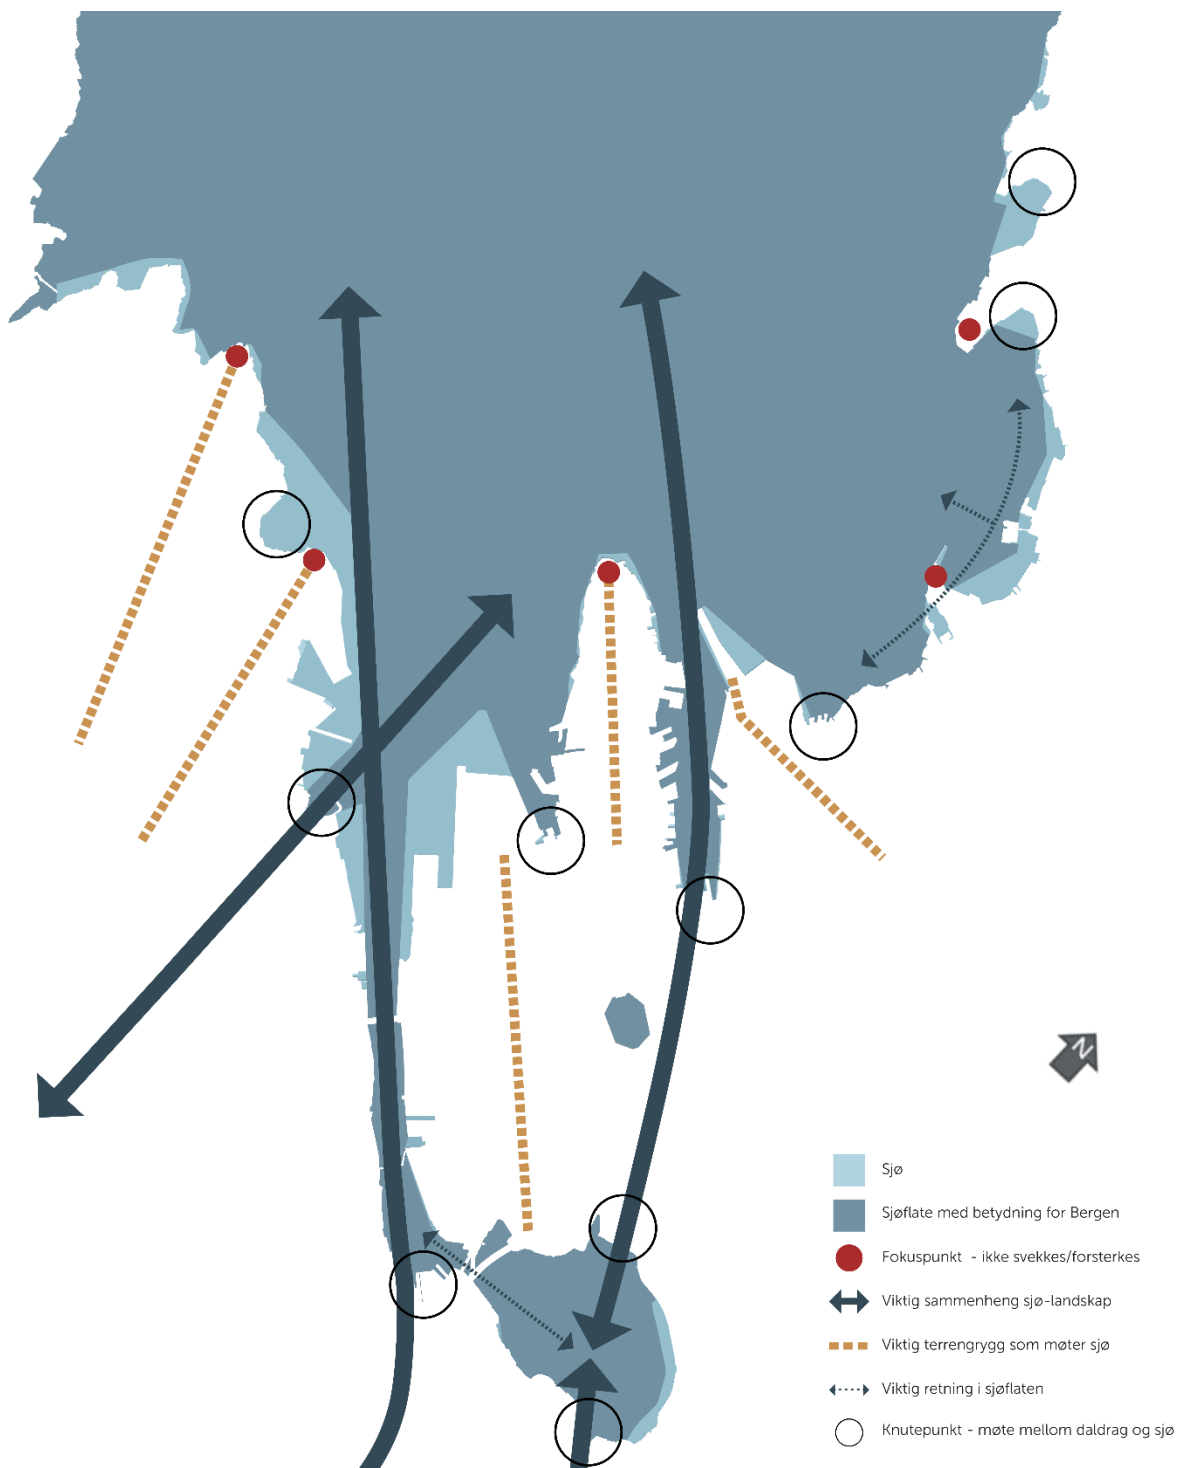 N
Sjø
Sjøflate med betydning for Bergen
Fokuspunkt - ikke svekkes/forsterkes
Viktig sammenheng sjø-landskap
Viktig terrengrygg som møter sjø
Viktig retning i sjøflaten
Knutepunkt - møte mellom daldrag og sjø